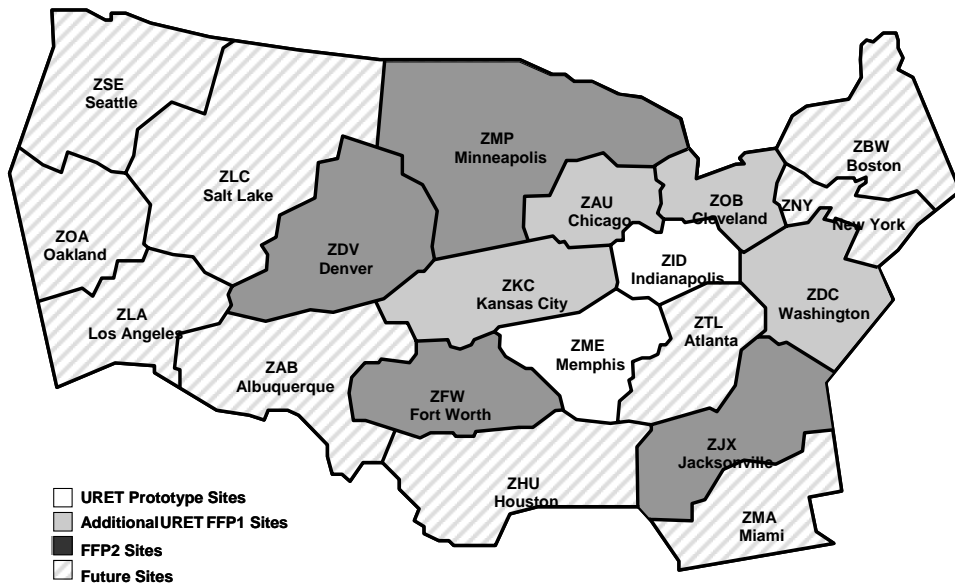 ZSE
Seattle
ZLC
Salt Lake
ZMP
Minneapolis
ZBW
Boston
ZAU
Chicago
ZOB
Cleveland
ZNY
New York
ZOA
Oakland
ZDV
Denver
ZID
Indianapolis
ZKC
Kansas City
ZDC
Washington
ZLA
Los Angeles
ZTL
Atlanta
ZME
Memphis
ZAB
Albuquerque
ZFW
Fort Worth
ZJX
Jacksonville
ZHU
Houston
ZMA
Miami
URET Prototype Sites
Additional URET FFP1 Sites
FFP2 Sites
Future Sites